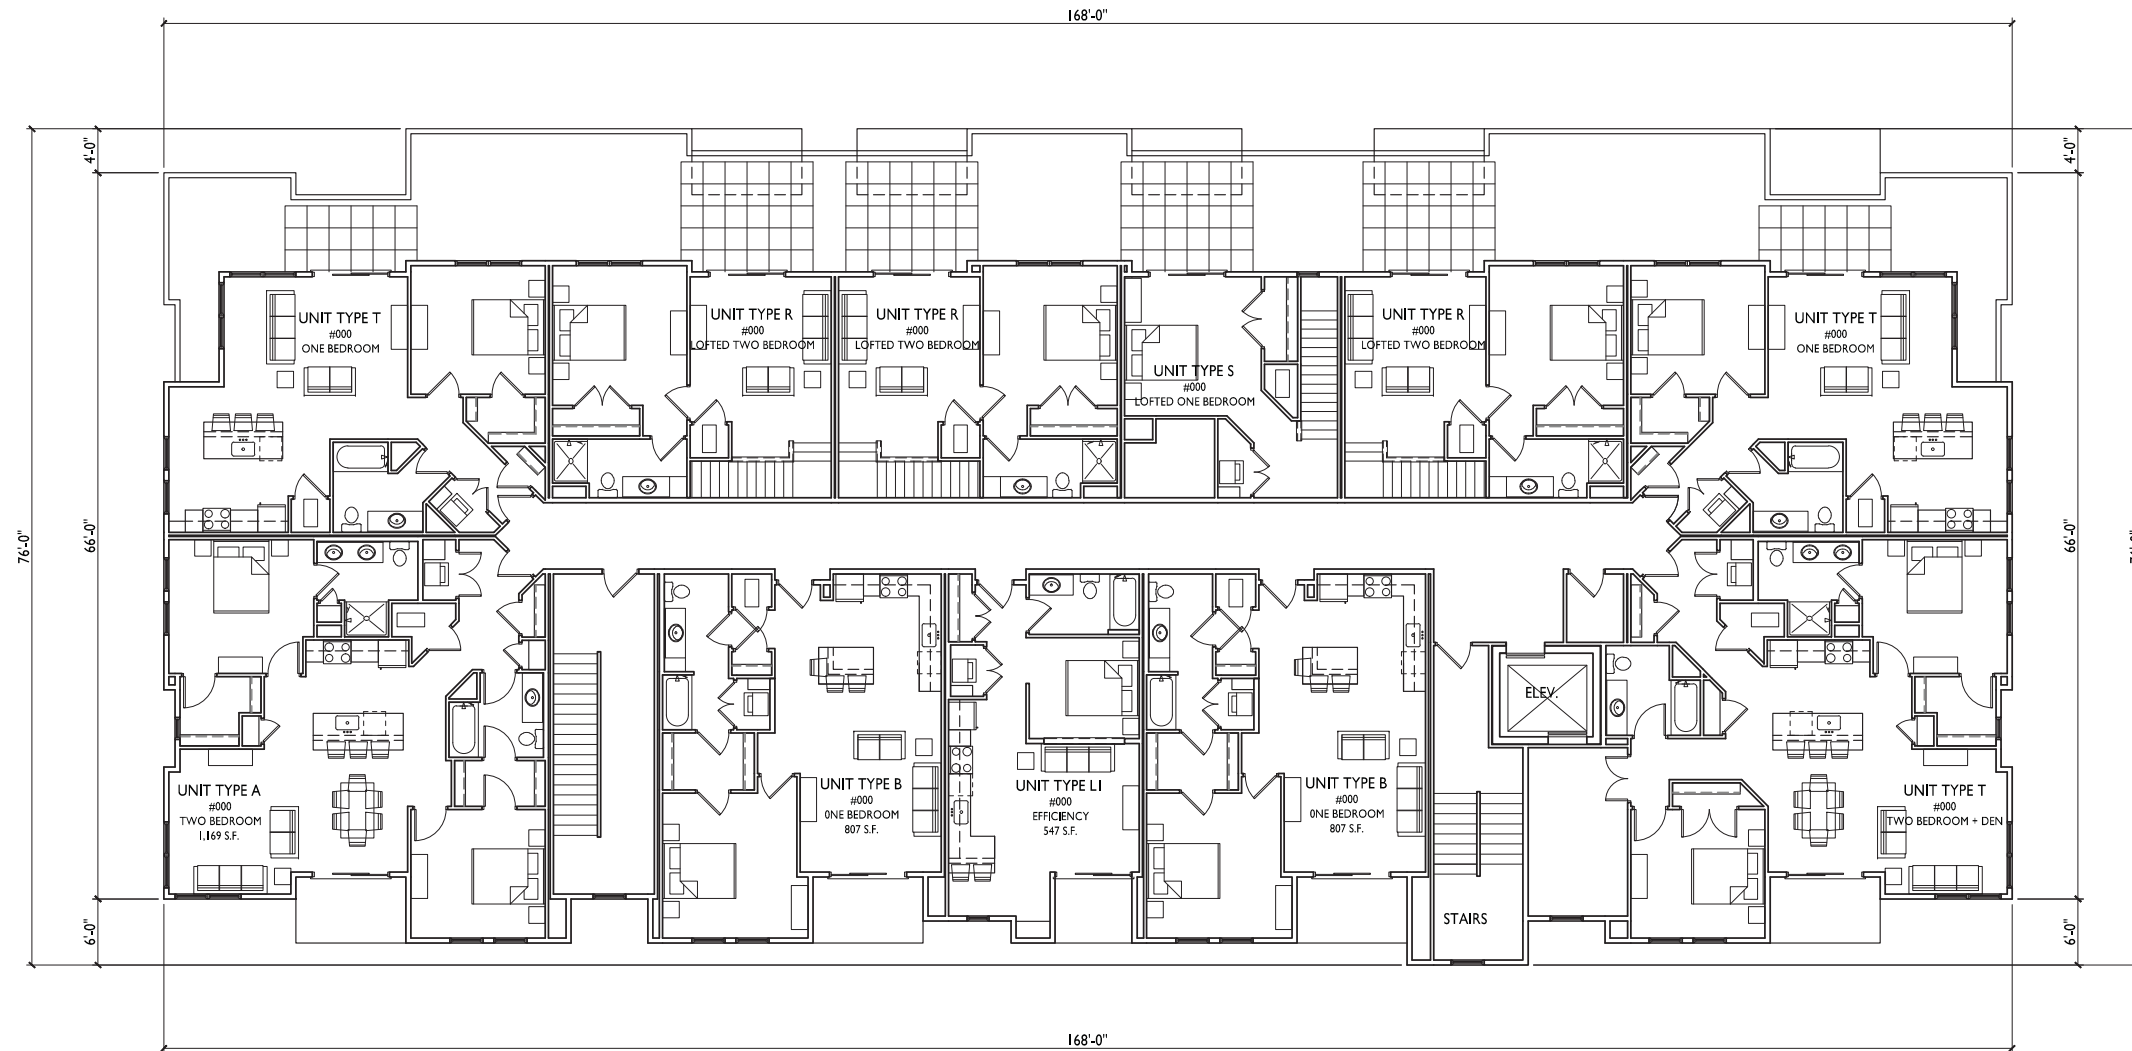 168'-0"
4'-0"
4'-0"
76'-0"
66'-0"
66'-0"
UNIT TYPE T
#000
ONE BEDROOM
UNIT TYPE R
#000
LOFTED TWO BEDROOM
UNIT TYPE R
#000
LOFTED TWO BEDROOM
UNIT TYPE S
#000
LOFTED ONE BEDROOM
UNIT TYPE R
#000
LOFTED TWO BEDROOM
UNIT TYPE T
#000
ONE BEDROOM
ELEV.
UNIT TYPE A
#000
TWO BEDROOM
1,169 S.F.
UNIT TYPE B
#000
0NE BEDROOM
807 S.F.
UNIT TYPE L1
#000
EFFICIENCY
547 S.F.
UNIT TYPE B
#000
0NE BEDROOM
807 S.F.
UNIT TYPE T
#000
TWO BEDROOM + DEN
STAIRS
6'-0"
6'-0"
168'-0"